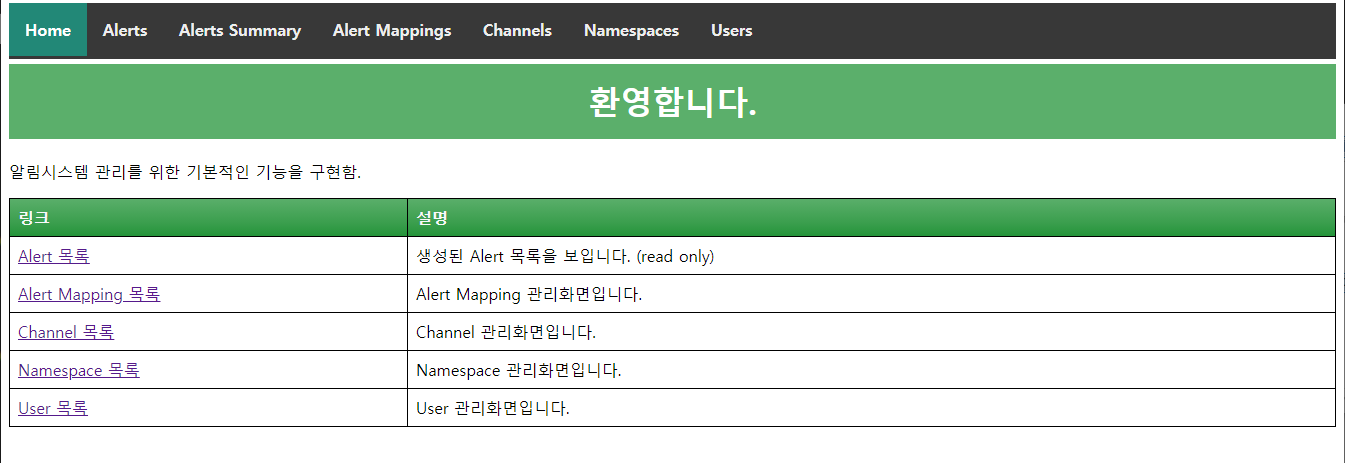 Home Alerts Alerts Summary Alert Mappings Channels Namespaces Users
환영합니다.
알림시스템 관리를 위한 기본적인 기능을 구현함.
링크 설명
Alert 목록 생성된 Alert 목록을 보입니다. (read only)
Alert Mapping 목록 Alert Mapping 관리화면입니다.
Channel 목록 Channel 관리화면입니다.
Namespace 목록 Namespace 관리화면입니다.
User 목록 User 관리화면입니다.